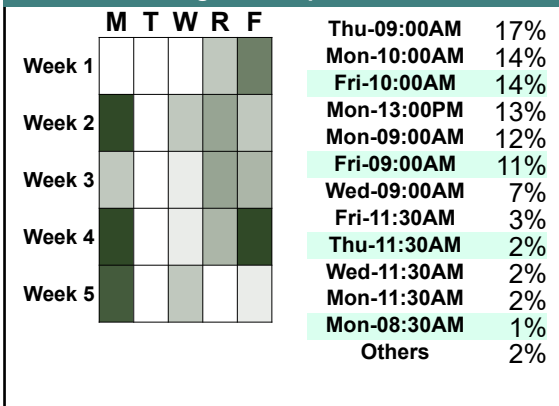 M T W R F
Week 1
Week 2
Week 3
Week 4
Week 5
Thu-09:00AM 17%
Mon-10:00AM 14%
Fri-10:00AM 14%
Mon-13:00PM 13%
Mon-09:00AM 12%
Fri-09:00AM 11%
Wed-09:00AM 7%
Fri-11:30AM 3%
Thu-11:30AM 2%
Wed-11:30AM 2%
Mon-11:30AM 2%
Mon-08:30AM 1%
Others 2%